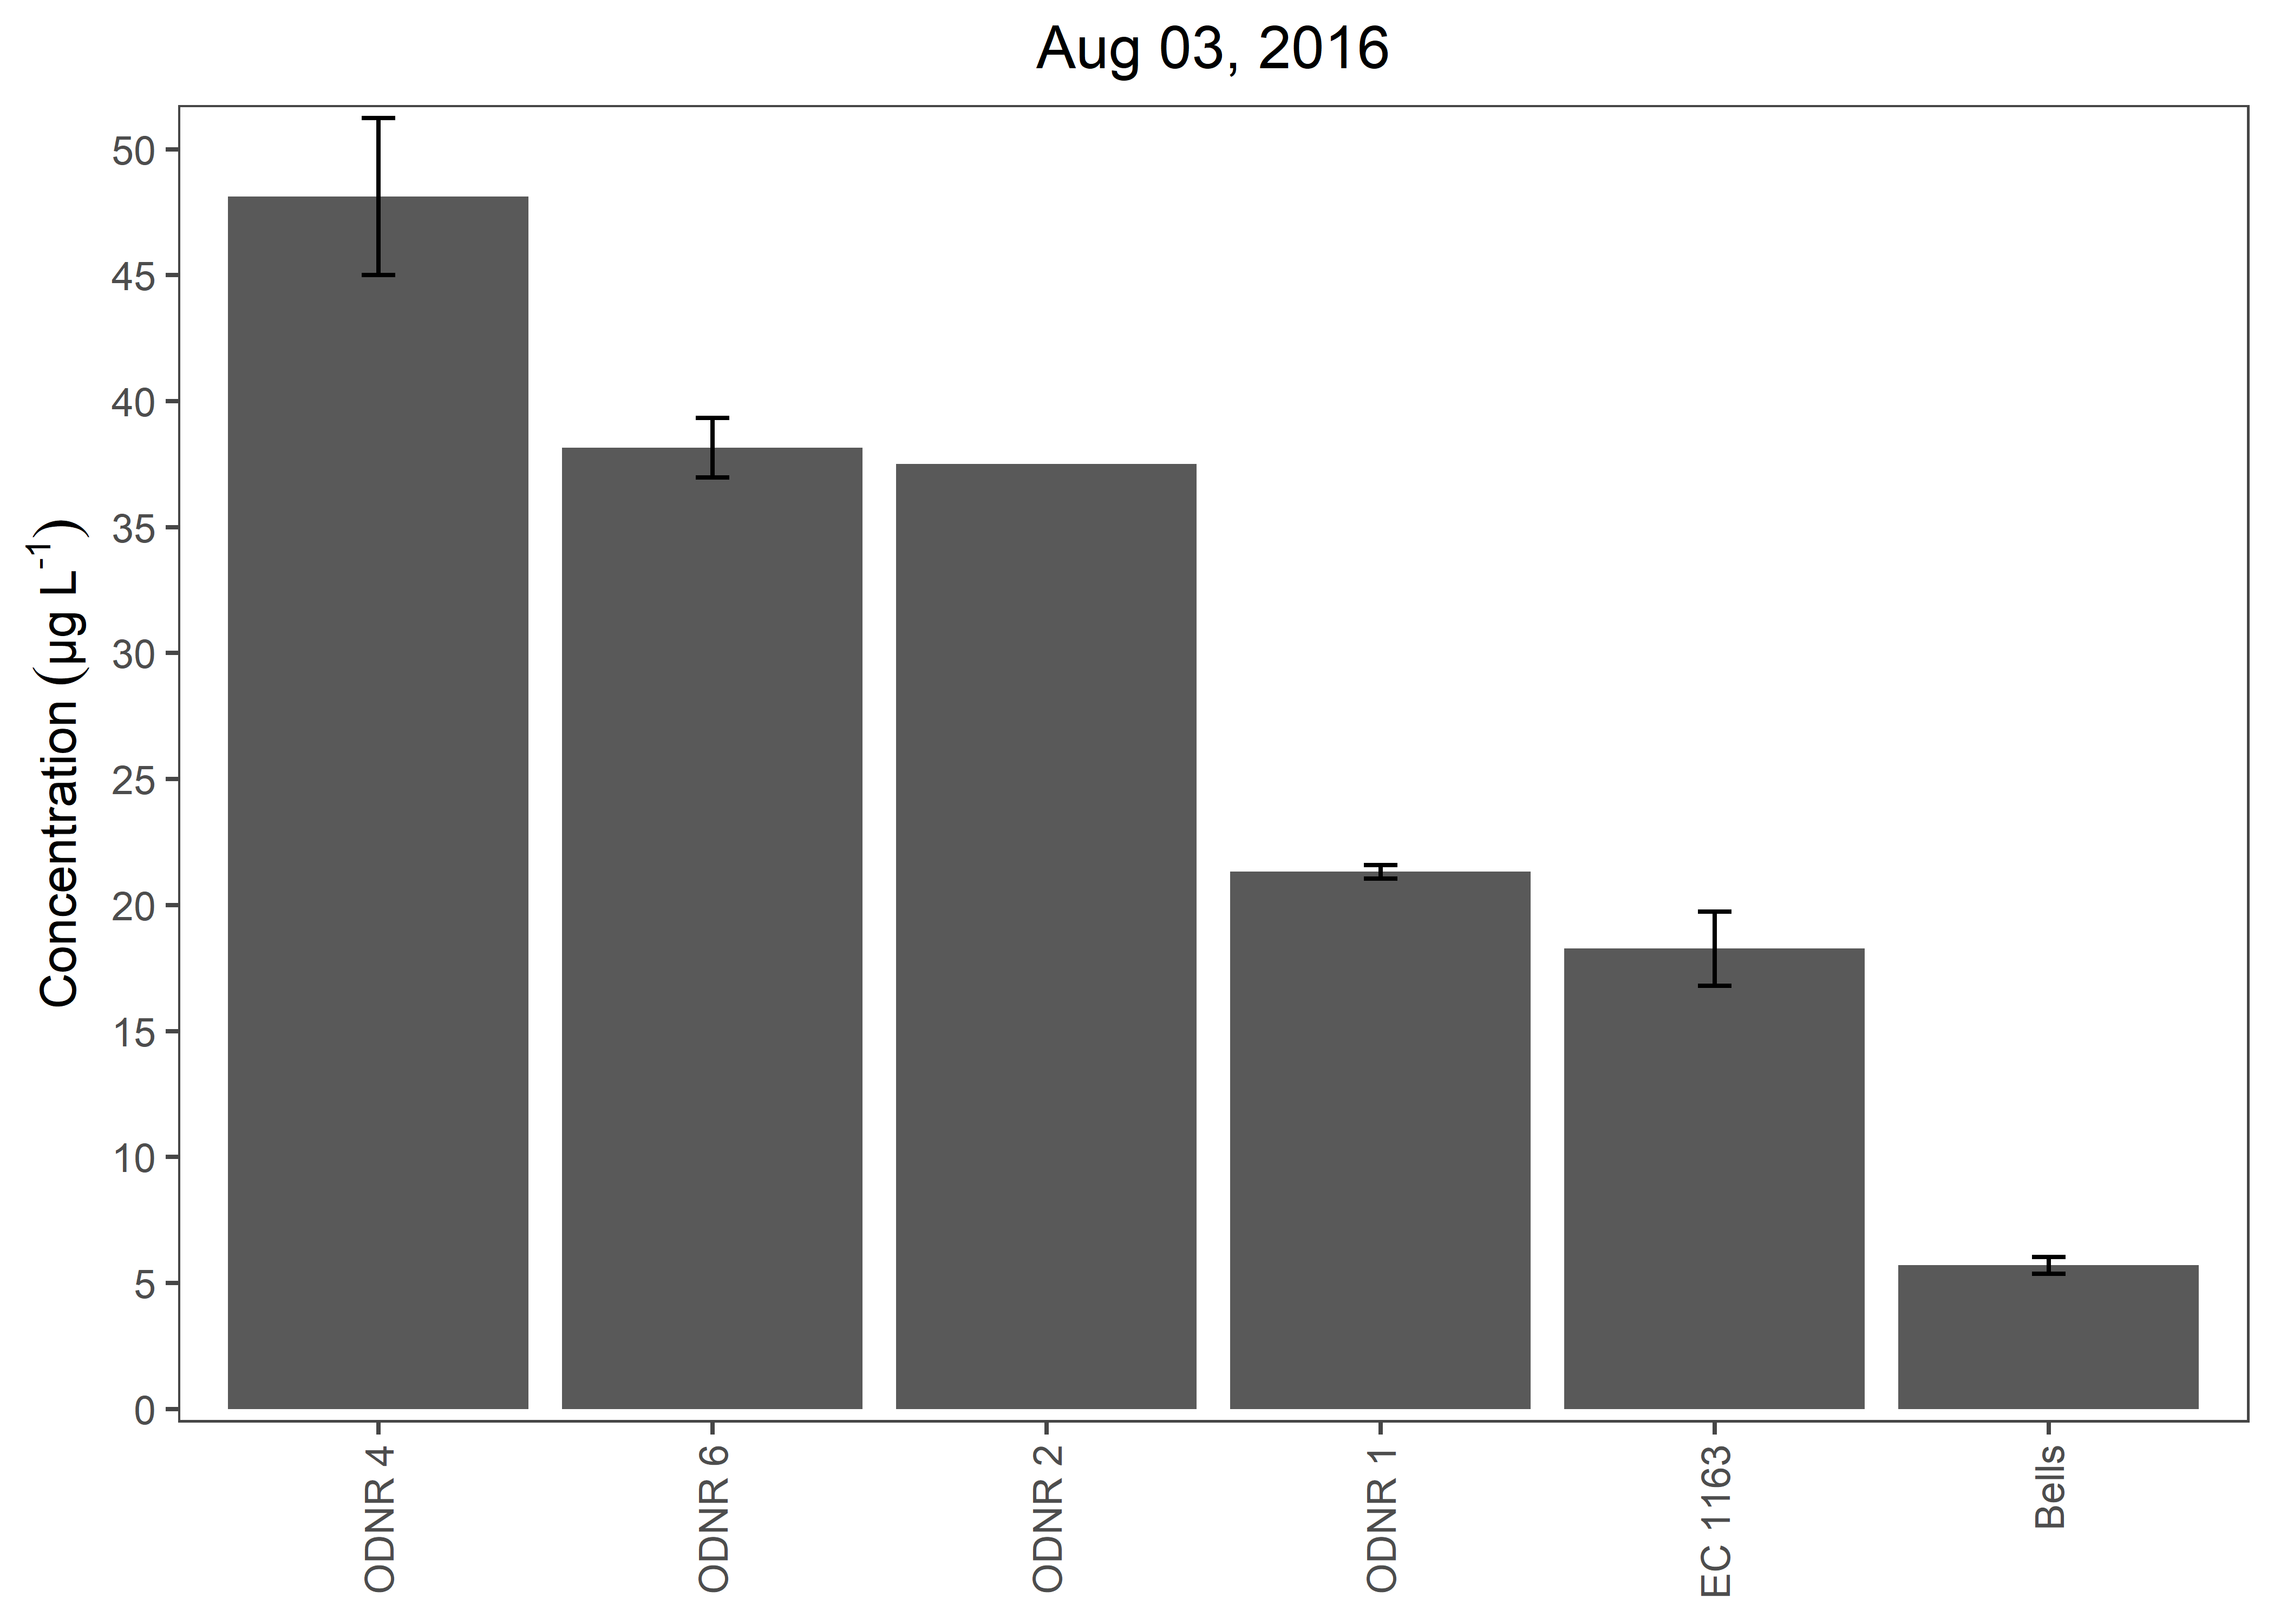 Aug 03, 2016
Concentration (µg L⁻¹)
50
45
40
35
30
25
20
15
10
5
0
ODNR 4
ODNR 6
ODNR 2
ODNR 1
EC 1163
Bells